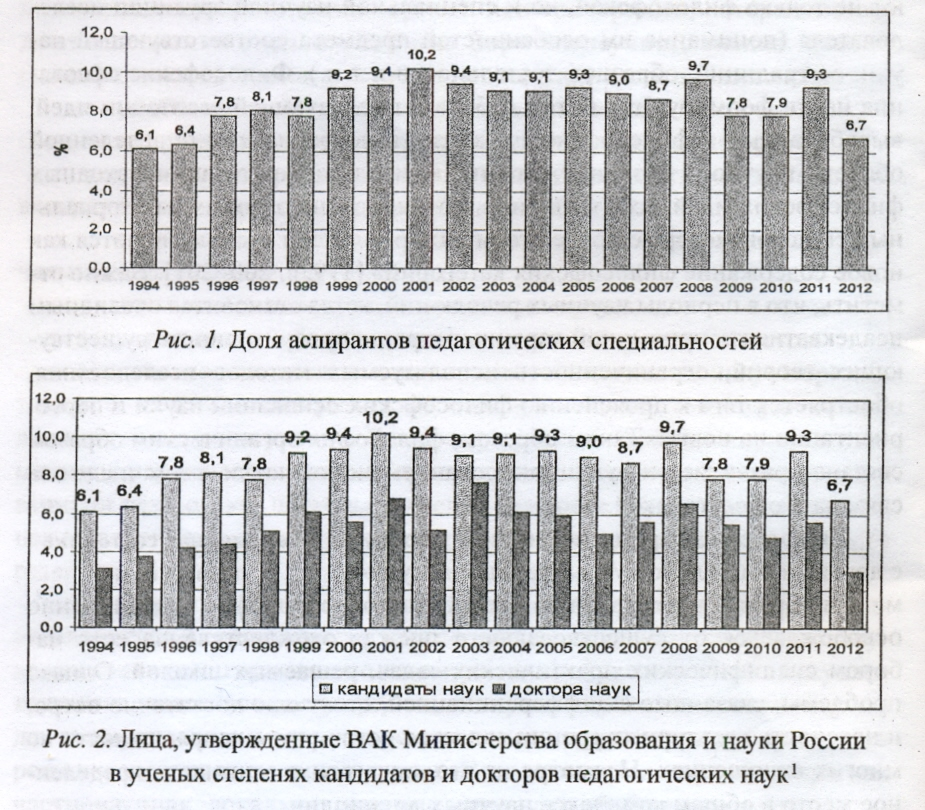 12,0
10,0
8,0
6,0
4,0
2,0
0,0
%
6,1 6,4 7,8 8,1 7,8 9,2 9,4 10,2 9,4 9,1 9,1 9,3 9,0 8,7 9,7 7,8 7,9 9,3 6,7
1994 1995 1996 1997 1998 1999 2000 2001 2002 2003 2004 2005 2006 2007 2008 2009 2010 2011 2012
Рис. 1. Доля аспирантов педагогических специальностей
12,0
10,0
8,0
6,0
4,0
2,0
0,0
6,1 6,4 7,8 8,1 7,8 9,2 9,4 10,2 9,4 9,1 9,1 9,3 9,0 8,7 9,7 7,8 7,9 9,3 6,7
1994 1995 1996 1997 1998 1999 2000 2001 2002 2003 2004 2005 2006 2007 2008 2009 2010 2011 2012
кандидаты наук доктора наук
Рис. 2. Лица, утвержденные ВАК Министерства образования и науки России
в ученых степенях кандидатов и докторов педагогических наук¹